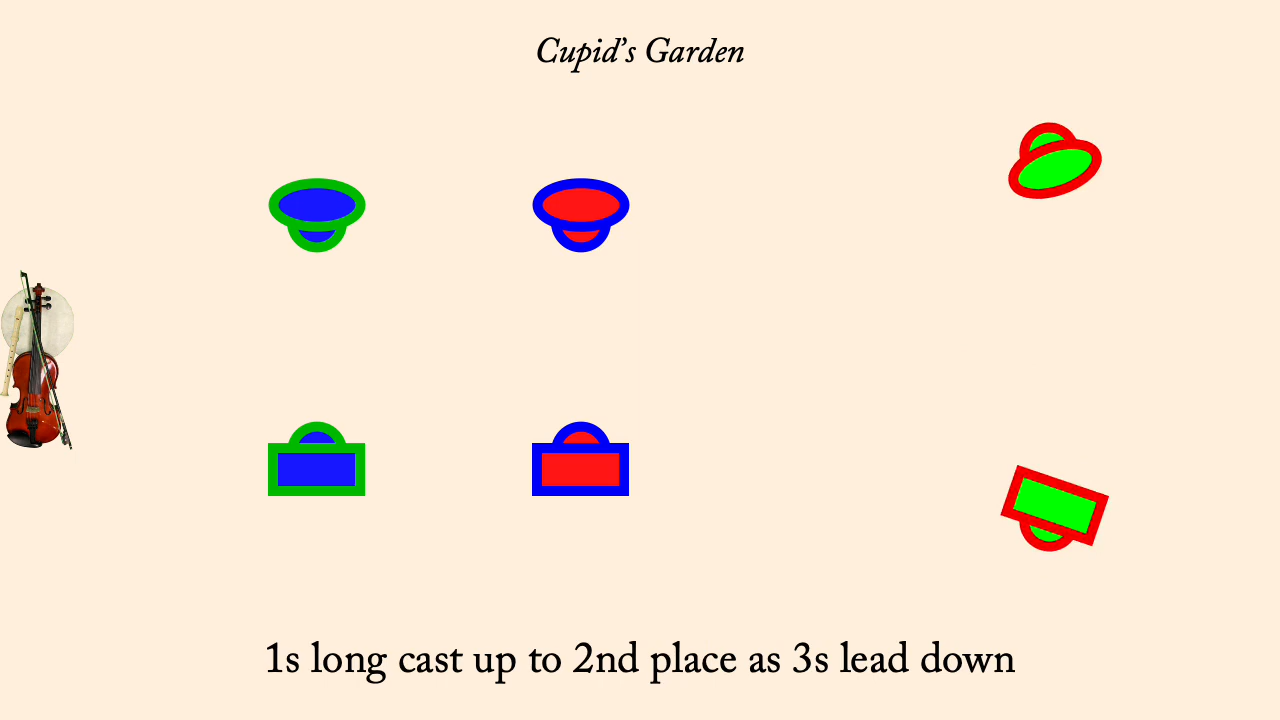 Cupid’s Garden
1s long cast up to 2nd place as 3s lead down